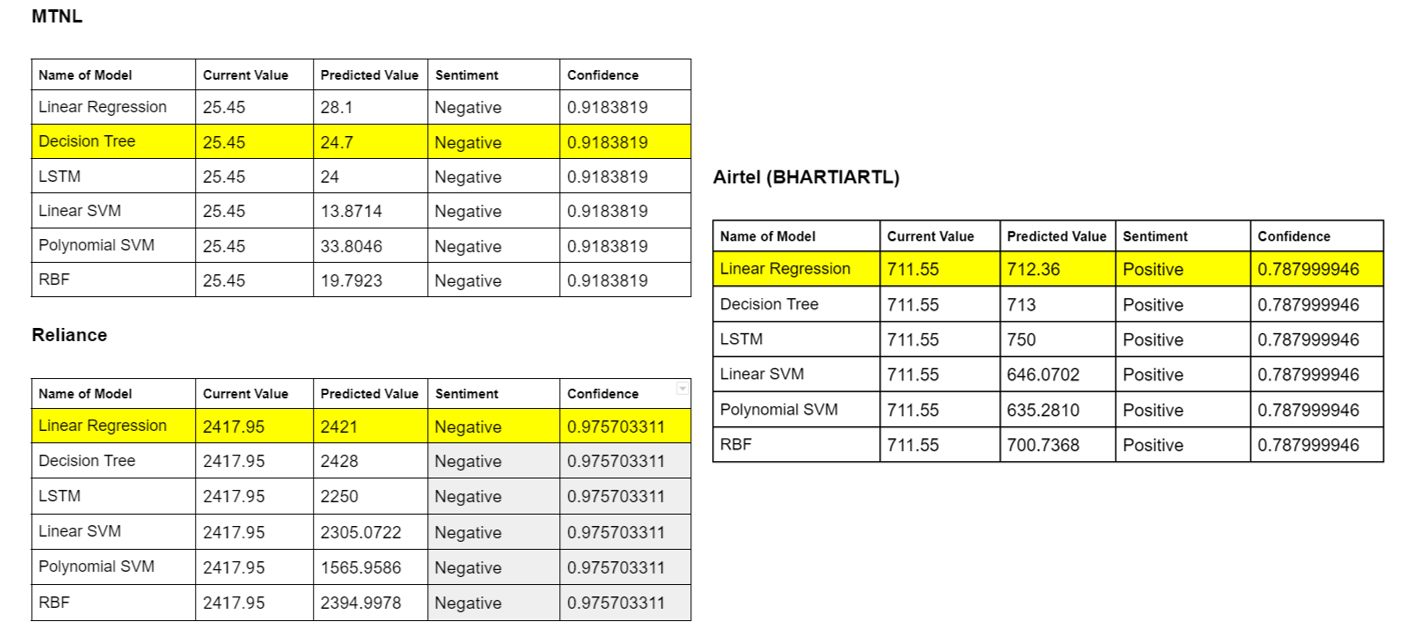 MTNL
Name of Model Current Value Predicted Value Sentiment Confidence
Linear Regression 25.45 28.1 Negative 0.9183819
Decision Tree 25.45 24.7 Negative 0.9183819
LSTM 25.45 24 Negative 0.9183819
Linear SVM 25.45 13.8714 Negative 0.9183819
Polynomial SVM 25.45 33.8046 Negative 0.9183819
RBF 25.45 19.7923 Negative 0.9183819
Reliance
Name of Model Current Value Predicted Value Sentiment Confidence
Linear Regression 2417.95 2421 Negative 0.975703311
Decision Tree 2417.95 2428 Negative 0.975703311
LSTM 2417.95 2250 Negative 0.975703311
Linear SVM 2417.95 2305.0722 Negative 0.975703311
Polynomial SVM 2417.95 1565.9586 Negative 0.975703311
RBF 2417.95 2394.9978 Negative 0.975703311
Airtel (BHARTIARTL)
Name of Model Current Value Predicted Value Sentiment Confidence
Linear Regression 711.55 712.36 Positive 0.787999946
Decision Tree 711.55 713 Positive 0.787999946
LSTM 711.55 750 Positive 0.787999946
Linear SVM 711.55 646.0702 Positive 0.787999946
Polynomial SVM 711.55 635.2810 Positive 0.787999946
RBF 711.55 700.7368 Positive 0.787999946